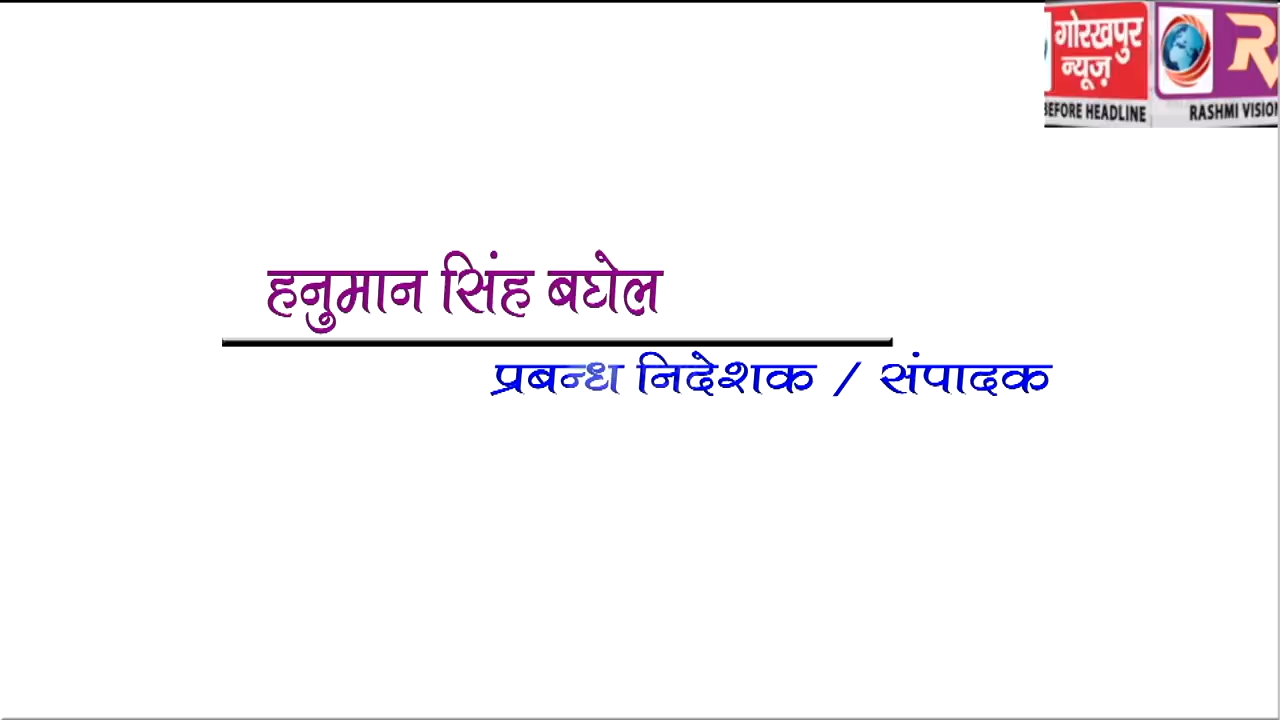 गोरखपुर
न्यूज़
BEFORE HEADLINE
RASHMI VISION
हनुमान सिंह बघेल
प्रबन्ध निदेशक / संपादक